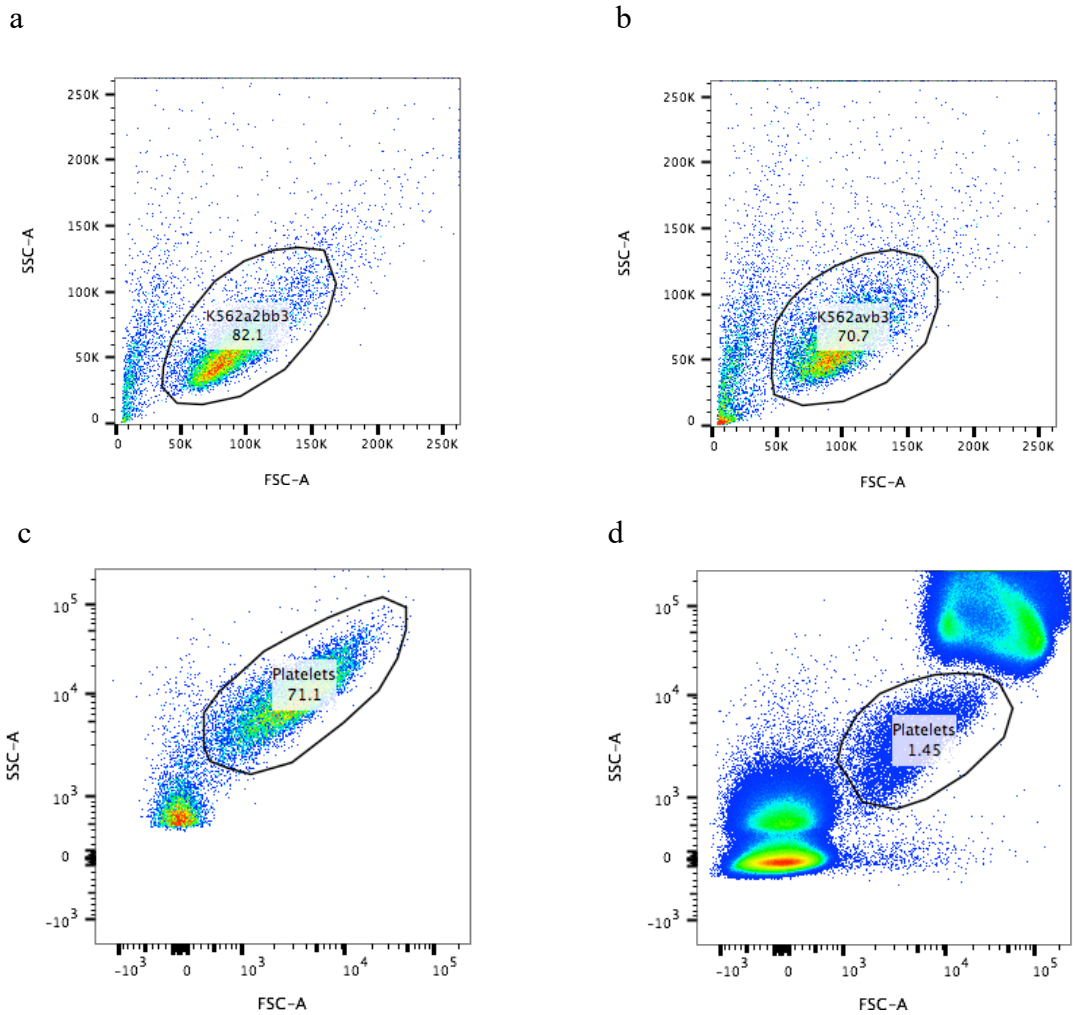 a
b
250K
200K
150K
100K
50K
0
SSC-A
K562a2bb3
82.1
0 50K 100K 150K 200K 250K
FSC-A
250K
200K
150K
100K
50K
0
SSC-A
K562avb3
70.7
0 50K 100K 150K 200K 250K
FSC-A
c
d
10^5
10^4
10^3
0
-10^3
SSC-A
Platelets
71.1
-10^3 0 10^3 10^4 10^5
FSC-A
10^5
10^4
10^3
0
-10^3
SSC-A
Platelets
1.45
-10^3 0 10^3 10^4 10^5
FSC-A